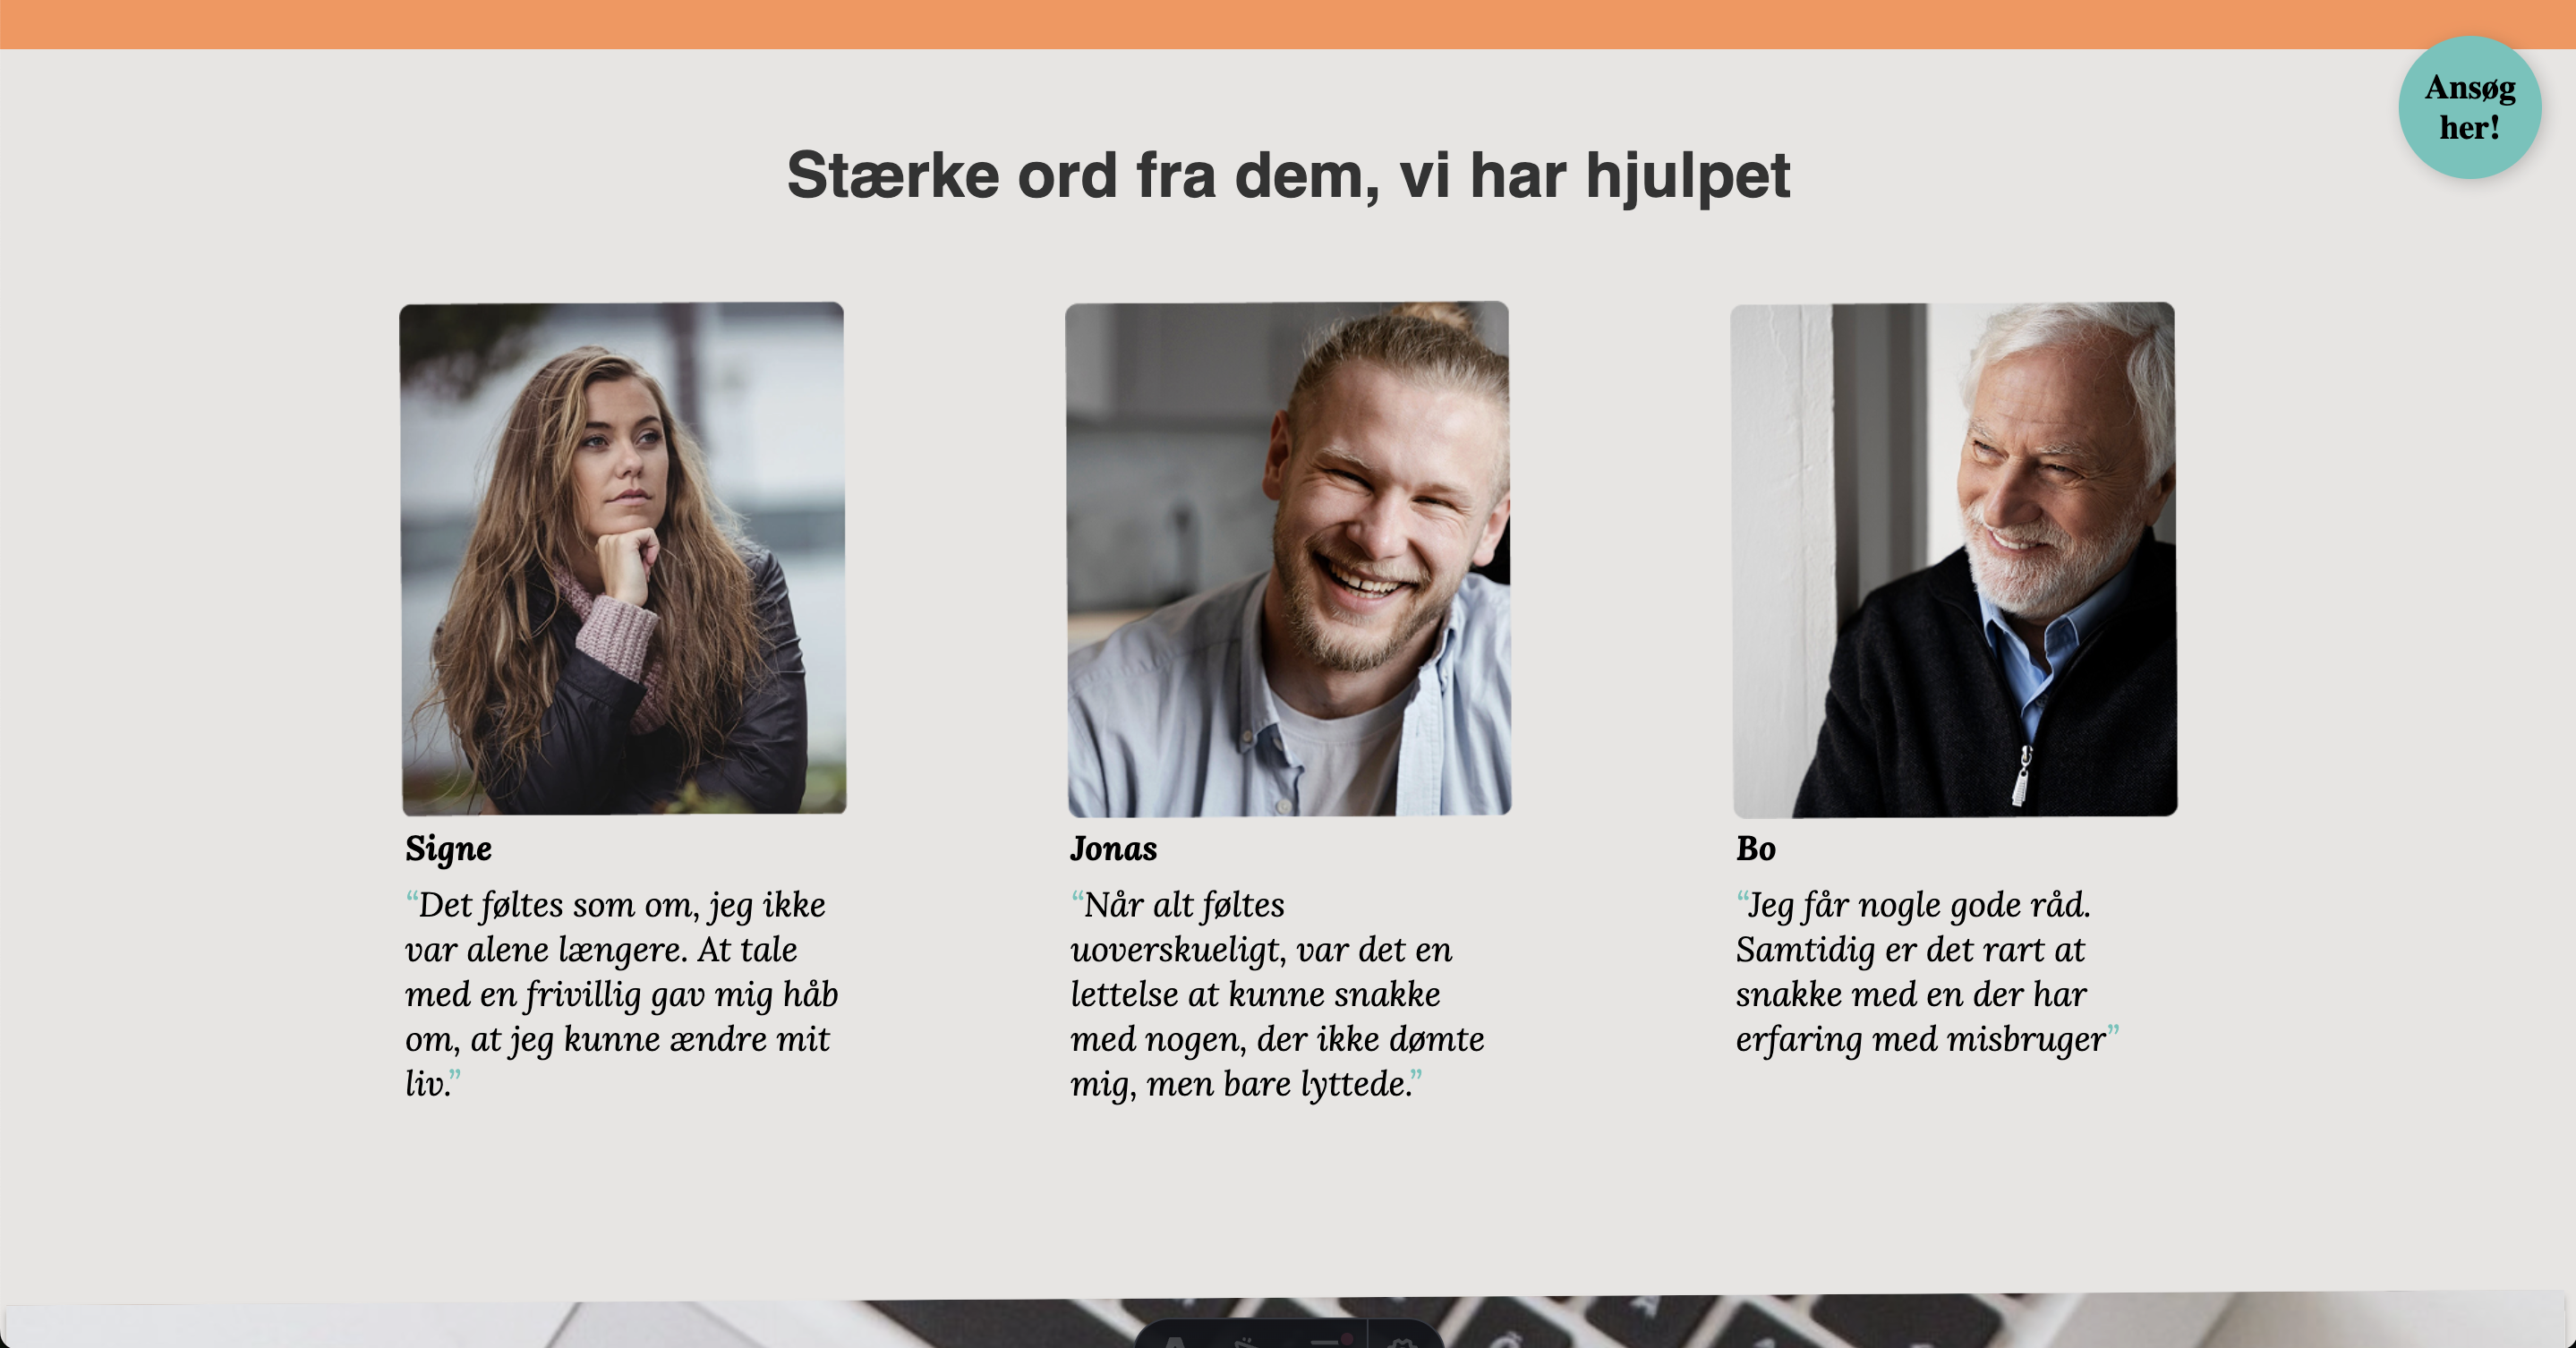 Ansøg
her!
Stærke ord fra dem, vi har hjulpet
Signe
“Det føltes som om, jeg ikke
var alene længere. At tale
med en frivillig gav mig håb
om, at jeg kunne ændre mit
liv.”
Jonas
“Når alt føltes
uoverskueligt, var det en
lettelse at kunne snakke
med nogen, der ikke dømte
mig, men bare lyttede.”
Bo
“Jeg får nogle gode råd.
Samtidig er det rart at
snakke med en der har
erfaring med misbruger”